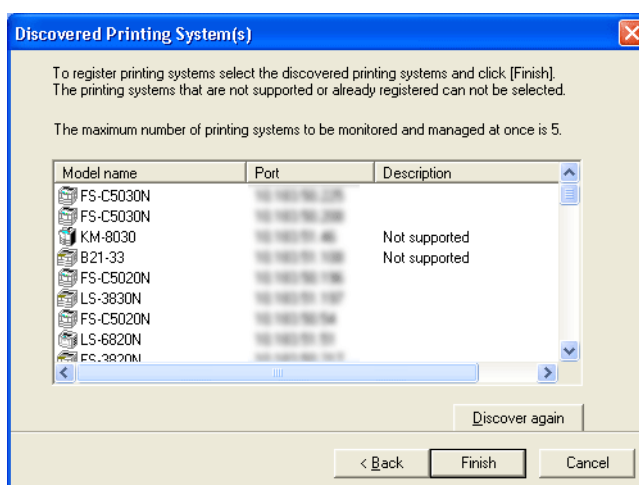 Discovered Printing System(s)
To register printing systems select the discovered printing systems and click [Finish].
The printing systems that are not supported or already registered can not be selected.
The maximum number of printing systems to be monitored and managed at once is 5.
Model name Port Description
FS-C5030N
FS-C5030N
KM-8030 Not supported
B21-33 Not supported
FS-C5020N
LS-3830N
FS-C5020N
LS-6820N
FS-3820N
Discover again
< Back Finish Cancel